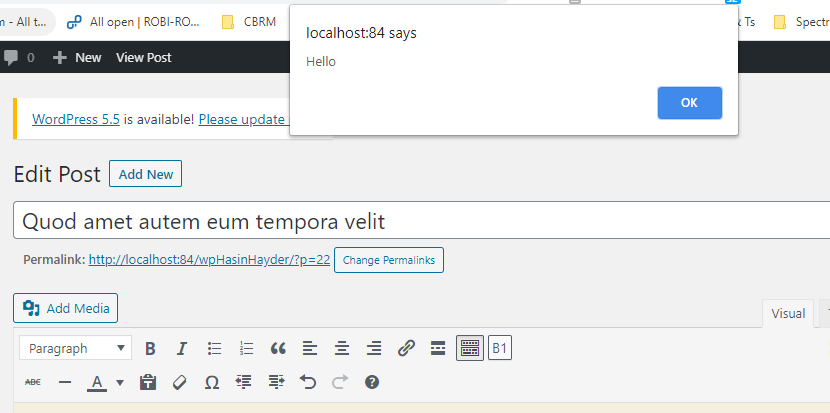 m - All t...
All open | ROBI-RO...
CBRM
& Ts
Spectr
localhost:84 says
Hello
OK
0
New
View Post
WordPress 5.5 is available! Please update
Edit Post
Add New
Quod amet autem eum tempora velit
Permalink: http://localhost:84/wpHasinHayder/?p=22
Change Permalinks
Add Media
Visual
Paragraph
B
I
B1
ABC
A